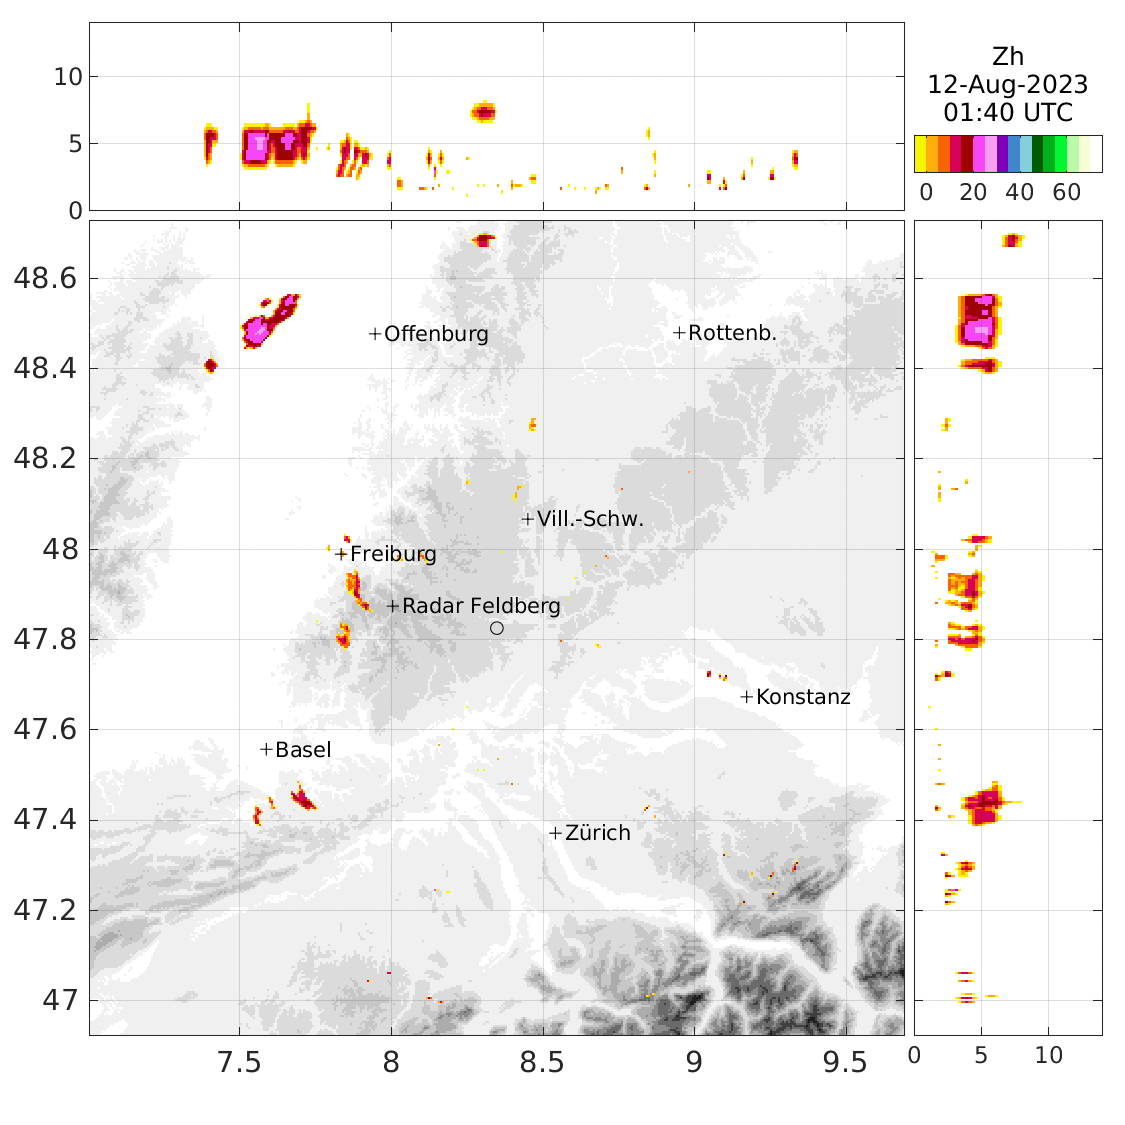 10
5
0
Zh
12-Aug-2023
01:40 UTC
0 20 40 60
48.6
48.4
48.2
48
47.8
47.6
47.4
47.2
47
Offenburg
Rottenb.
Vill.-Schw.
Freiburg
Radar Feldberg
Konstanz
Basel
Zürich
7.5 8 8.5 9 9.5
0 5 10